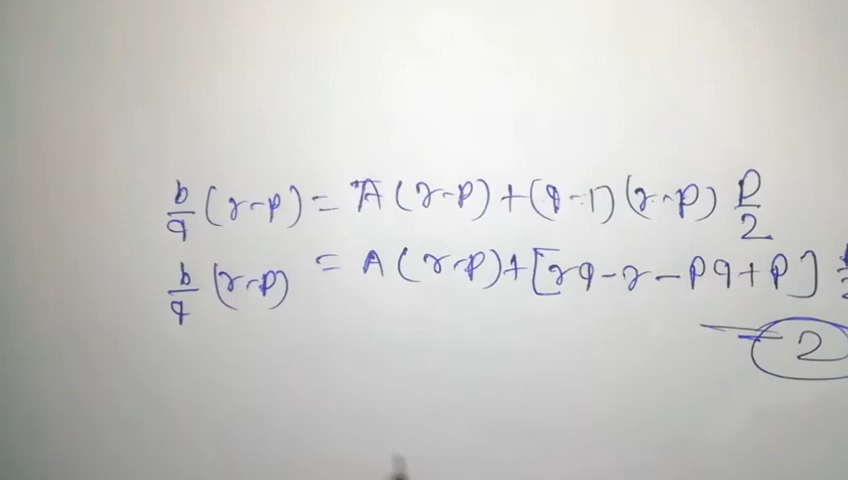 b/q (r-p) = A (r-p) + (q-1) (r-p) D/2
b/q (r-p) = A (r-p) + [rq - r - pq + p]
2